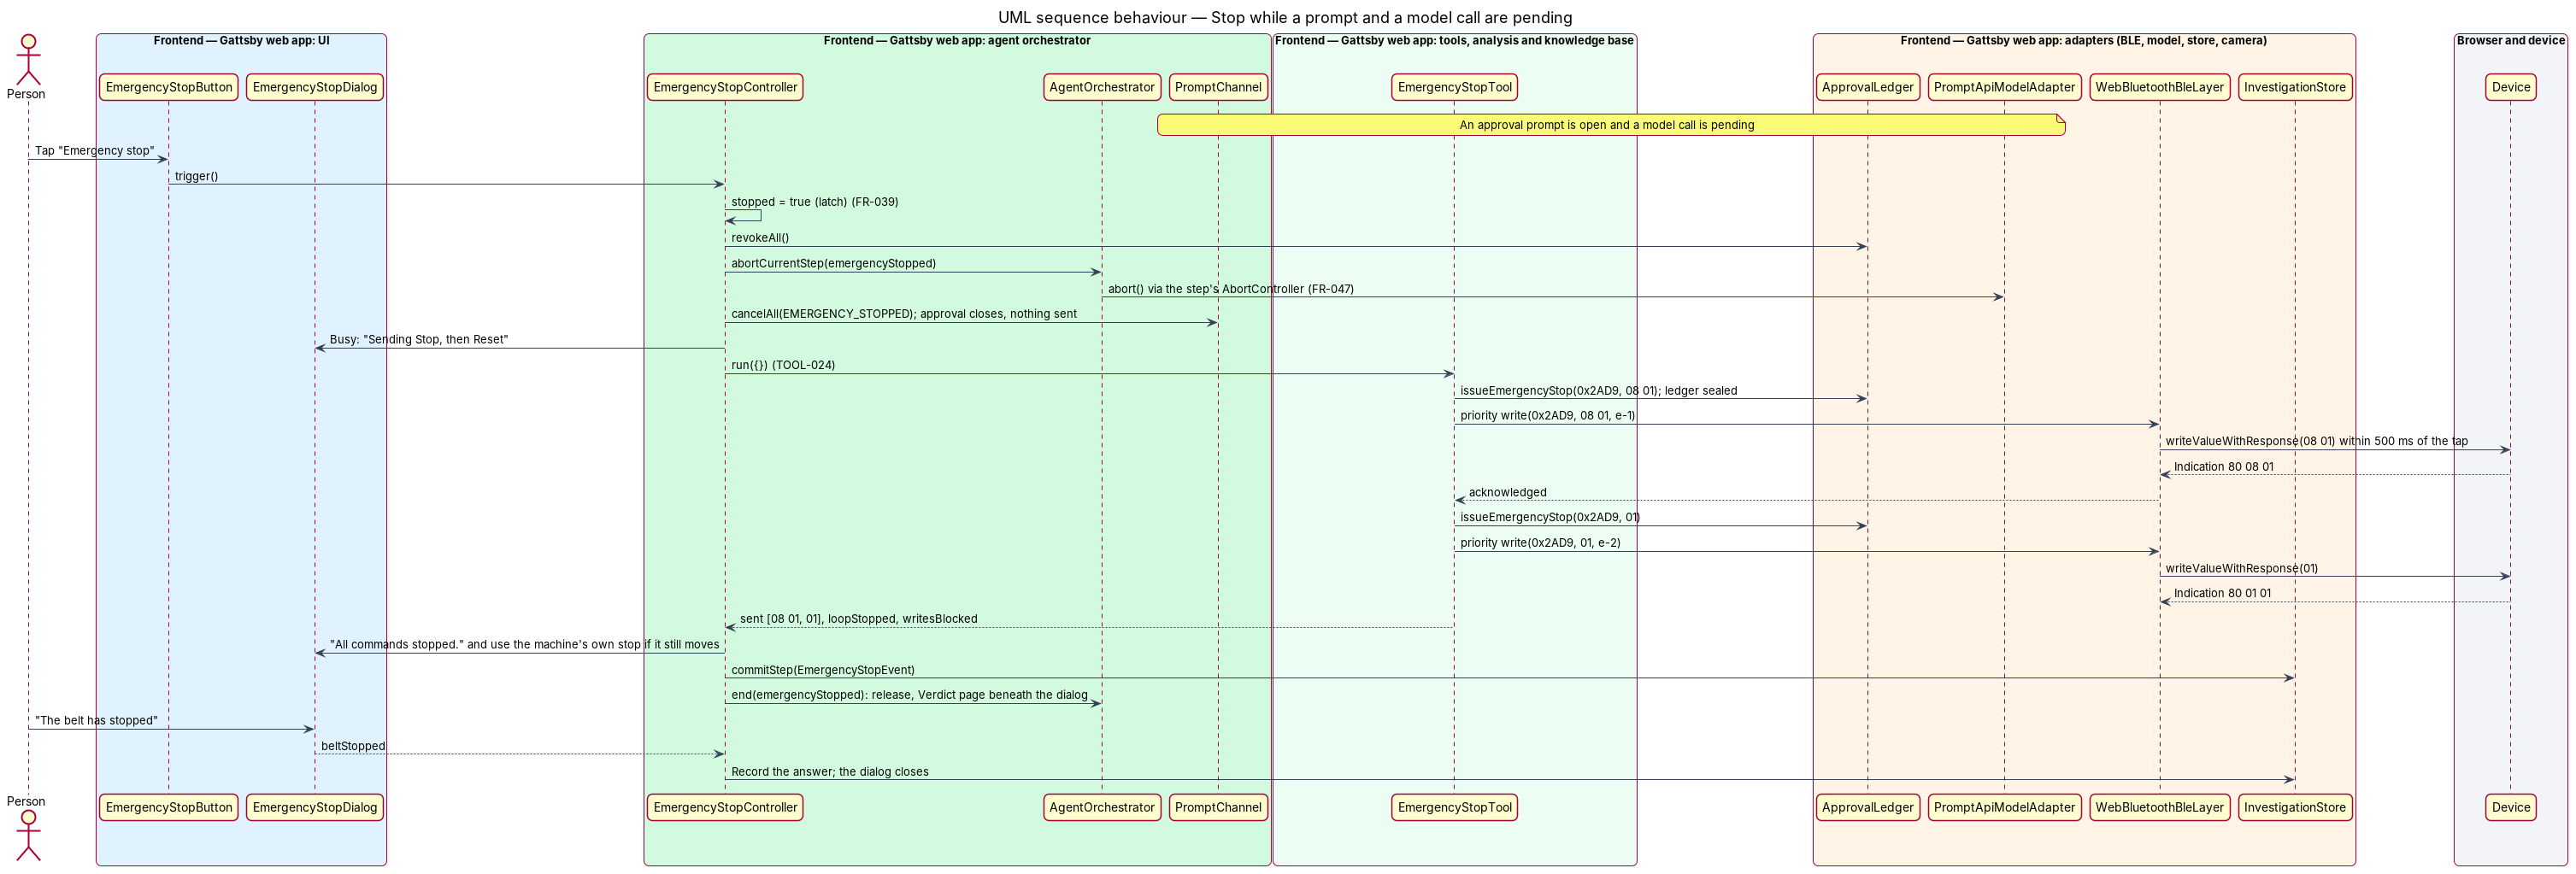 UML sequence behaviour — Stop while a prompt and a model call are pending
Frontend — Gattsby web app: UI
Frontend — Gattsby web app: agent orchestrator
Frontend — Gattsby web app: tools, analysis and knowledge base
Frontend — Gattsby web app: adapters (BLE, model, store, camera)
Browser and device
Person
EmergencyStopButton
EmergencyStopDialog
EmergencyStopController
AgentOrchestrator
PromptChannel
EmergencyStopTool
ApprovalLedger
PromptApiModelAdapter
WebBluetoothBleLayer
InvestigationStore
Device
An approval prompt is open and a model call is pending
Tap "Emergency stop"
trigger()
stopped = true (latch) (FR-039)
revokeAll()
abortCurrentStep(emergencyStopped)
abort() via the step's AbortController (FR-047)
cancelAll(EMERGENCY_STOPPED); approval closes, nothing sent
Busy: "Sending Stop, then Reset"
run({}) (TOOL-024)
issueEmergencyStop(0x2AD9, 08 01); ledger sealed
priority write(0x2AD9, 08 01, e-1)
writeValueWithResponse(08 01) within 500 ms of the tap
Indication 80 08 01
acknowledged
issueEmergencyStop(0x2AD9, 01)
priority write(0x2AD9, 01, e-2)
writeValueWithResponse(01)
Indication 80 01 01
sent [08 01, 01], loopStopped, writesBlocked
"All commands stopped." and use the machine's own stop if it still moves
commitStep(EmergencyStopEvent)
end(emergencyStopped): release, Verdict page beneath the dialog
"The belt has stopped"
beltStopped
Record the answer; the dialog closes
Person
EmergencyStopButton
EmergencyStopDialog
EmergencyStopController
AgentOrchestrator
PromptChannel
EmergencyStopTool
ApprovalLedger
PromptApiModelAdapter
WebBluetoothBleLayer
InvestigationStore
Device